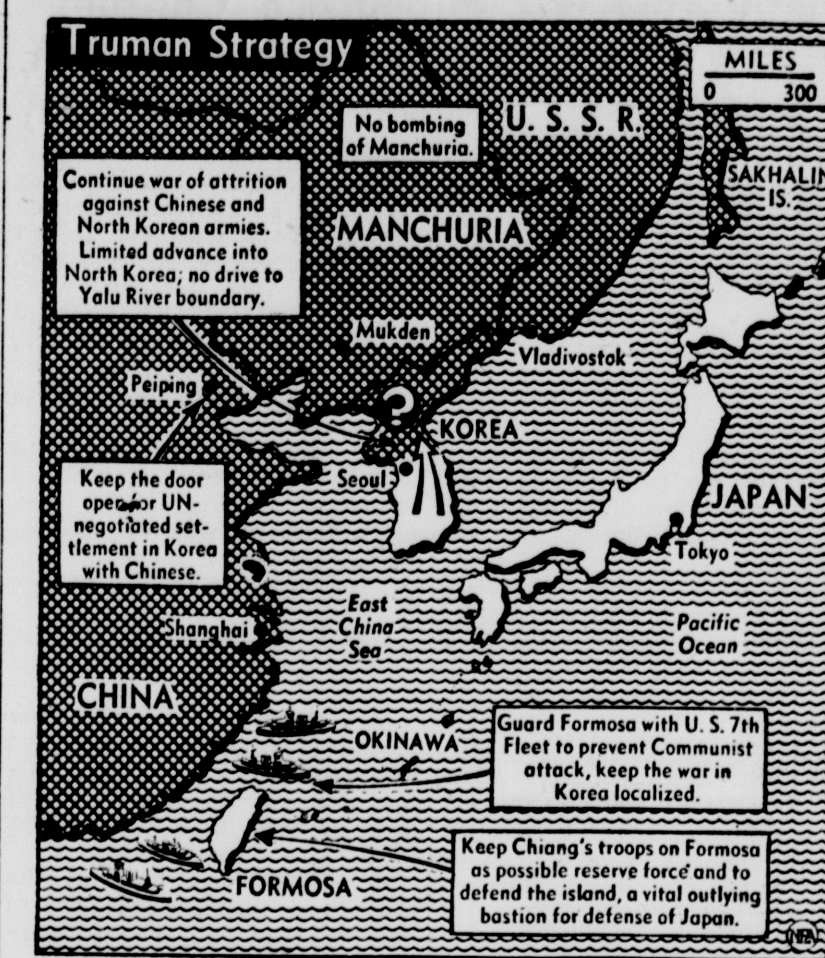 Truman Strategy
MILES
0 300
No bombing
of Manchuria.
U. S. S. R.
SAKHALIN
IS.
Continue war of attrition
against Chinese and
North Korean armies.
Limited advance into
North Korea; no drive to
Yalu River boundary.
MANCHURIA
Mukden
Vladivostok
Peiping
?
KOREA
Seoul
Keep the door
open for UN-
negotiated set-
tlement in Korea
with Chinese.
JAPAN
Tokyo
East
China
Sea
Pacific
Ocean
Shanghai
CHINA
OKINAWA
Guard Formosa with U. S. 7th
Fleet to prevent Communist
attack, keep the war in
Korea localized.
Keep Chiang's troops on Formosa
as possible reserve force and to
defend the island, a vital outlying
bastion for defense of Japan.
FORMOSA
NEA